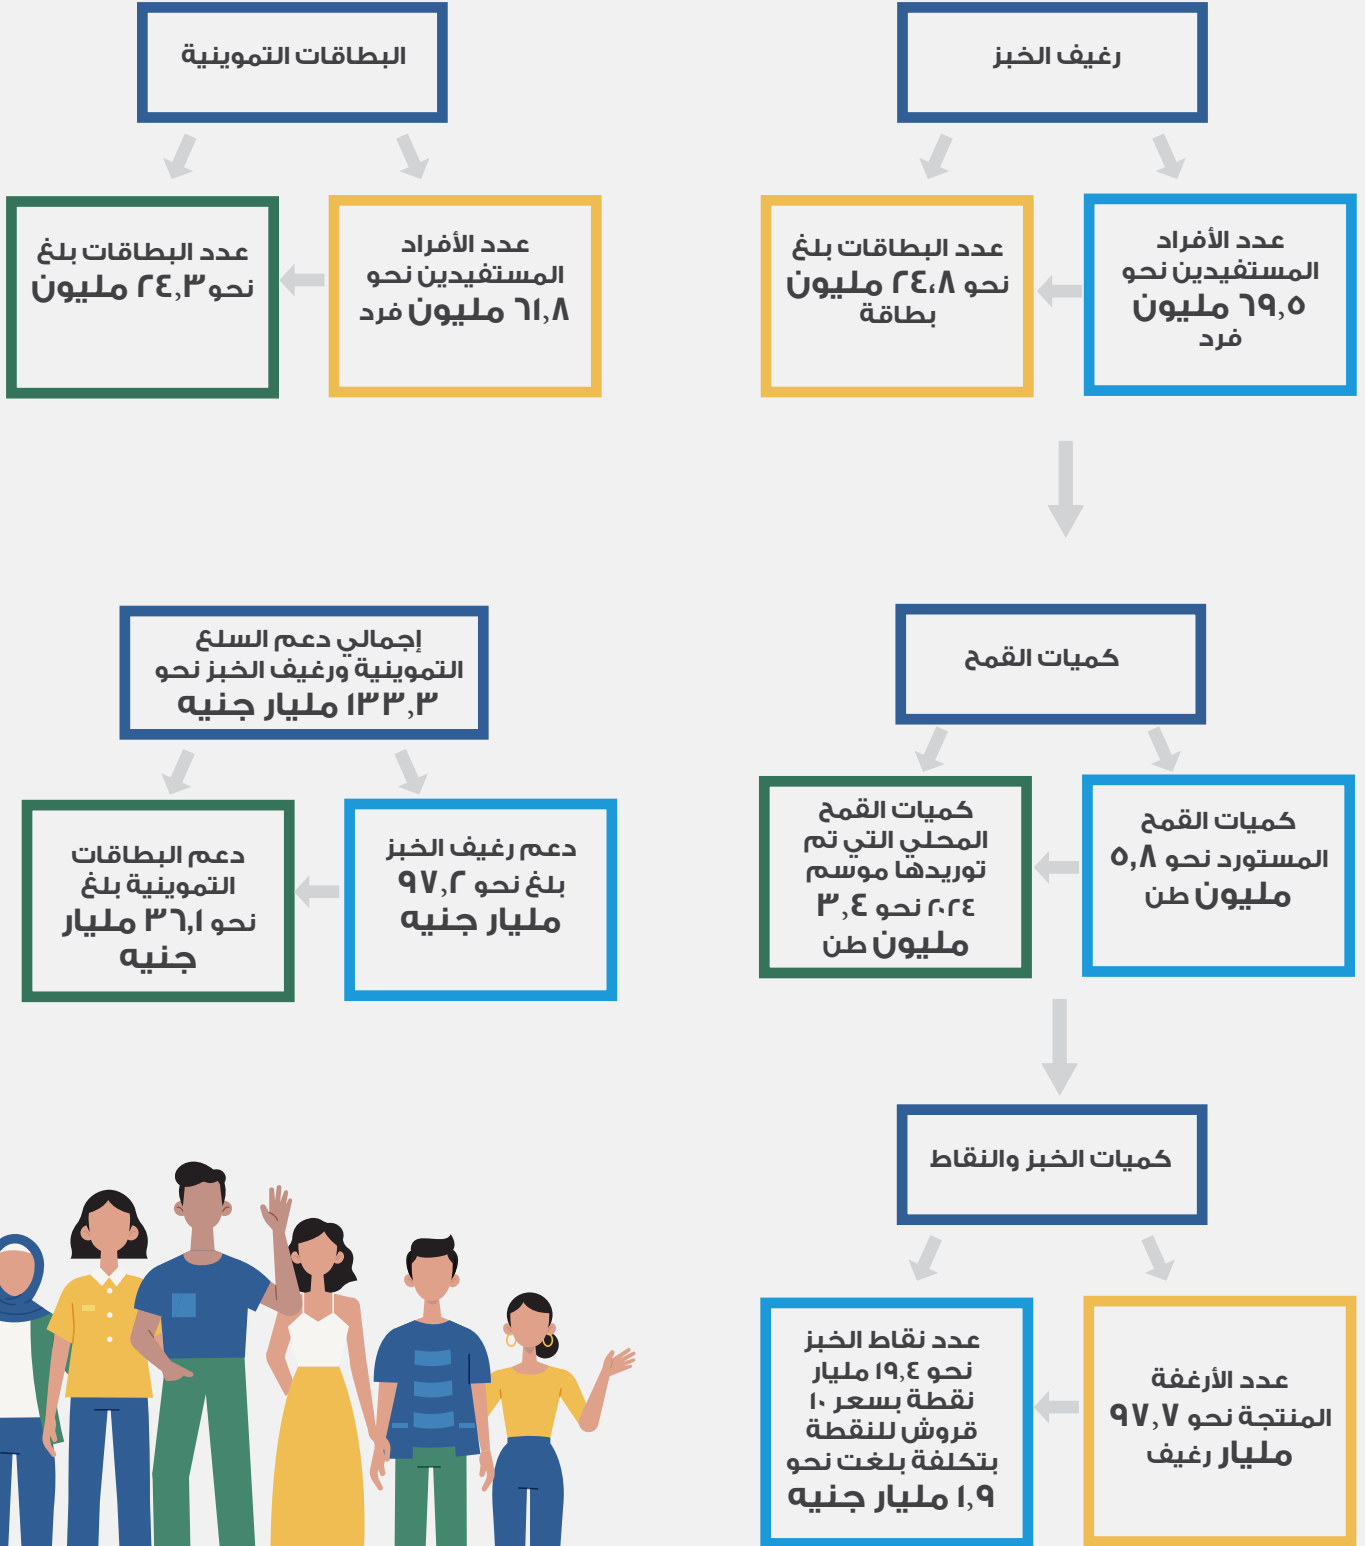 رغيف الخبز
عدد الأفراد
المستفيدين نحو
٦٩,٥ مليون
فرد
عدد البطاقات بلغ
نحو ٢٤،٨ مليون
بطاقة
البطاقات التموينية
عدد الأفراد
المستفيدين نحو
٦١,٨ مليون فرد
عدد البطاقات بلغ
نحو٢٤,٣ مليون
كميات القمح
كميات القمح
المستورد نحو ٥,٨
مليون طن
كميات القمح
المحلي التي تم
توريدها موسم
٢٠٢٤ نحو ٣,٤
مليون طن
إجمالي دعم السلع
التموينية ورغيف الخبز نحو
١٣٣,٣ مليار جنيه
دعم رغيف الخبز
بلغ نحو ٩٧,٢
مليار جنيه
دعم البطاقات
التموينية بلغ
نحو ٣٦,١ مليار
جنيه
كميات الخبز والنقاط
عدد الأرغفة
المنتجة نحو ٩٧,٧
مليار رغيف
عدد نقاط الخبز
نحو ١٩,٤ مليار
نقطة بسعر ١٠
قروش للنقطة
بتكلفة بلغت نحو
١,٩ مليار جنيه